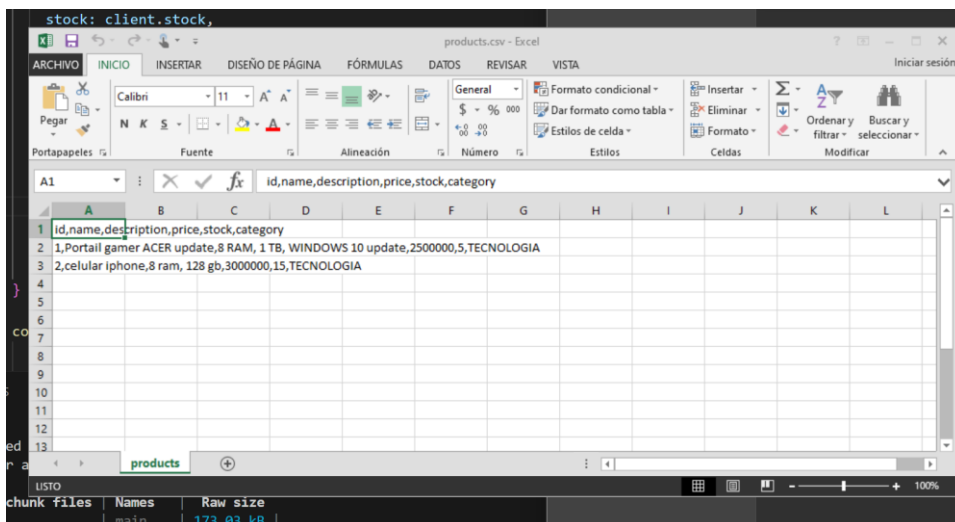 stock: client.stock,
products.csv - Excel
ARCHIVO INICIO INSERTAR DISEÑO DE PÁGINA FÓRMULAS DATOS REVISAR VISTA Iniciar sesión
Pegar
Calibri 11 A A
N K S A
General
$ % 000
Formato condicional
Dar formato como tabla
Estilos de celda
Insertar
Eliminar
Formato
Ordenar y filtrar
Buscar y seleccionar
Portapapeles Fuente Alineación Número Estilos Celdas Modificar
A1 fx id,name,description,price,stock,category
A B C D E F G H I J K L
1 id,name,description,price,stock,category
2 1,Portail gamer ACER update,8 RAM, 1 TB, WINDOWS 10 update,2500000,5,TECNOLOGIA
3 2,celular iphone,8 ram, 128 gb,3000000,15,TECNOLOGIA
4
}
5
6
co
7
8
9
10
11
12
ed
13
r a
products
LISTO 100%
chunk files | Names | Raw size
| main | 173.03 kB |